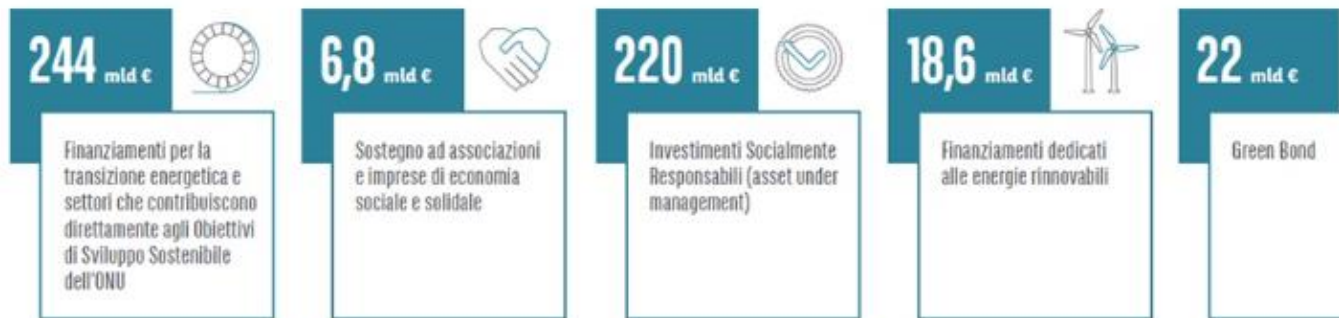 244 mld €
Finanziamenti per la
transizione energetica e
settori che contribuiscono
direttamente agli Obiettivi
di Sviluppo Sostenibile
dell'ONU
6,8 mld €
Sostegno ad associazioni
e imprese di economia
sociale e solidale
220 mld €
Investimenti Socialmente
Responsabili (asset under
management)
18,6 mld €
Finanziamenti dedicati
alle energie rinnovabili
22 mld €
Green Bond